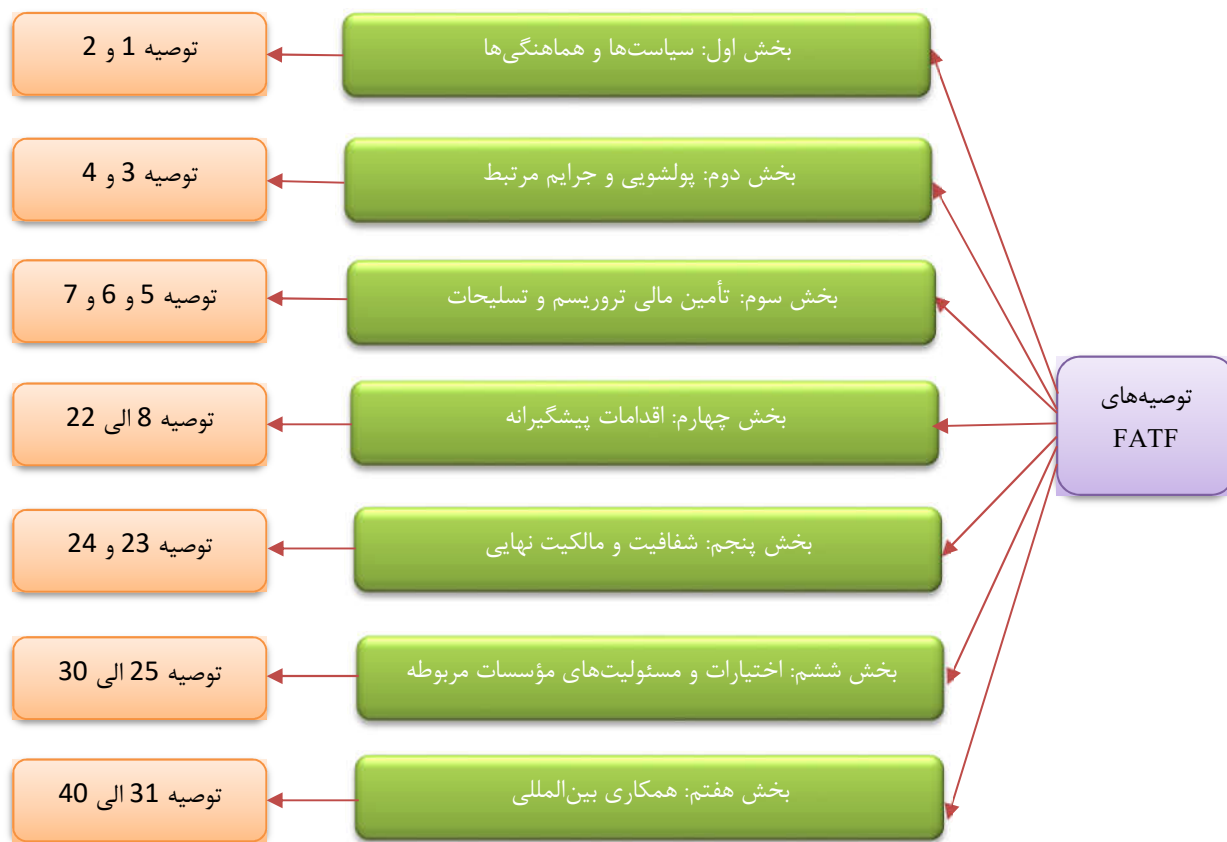 توصیه‌های
FATF
بخش اول: سیاست‌ها و هماهنگی‌ها
توصیه 1 و 2
بخش دوم: پولشویی و جرایم مرتبط
توصیه 3 و 4
بخش سوم: تأمین مالی تروریسم و تسلیحات
توصیه 5 و 6 و 7
بخش چهارم: اقدامات پیشگیرانه
توصیه 8 الی 22
بخش پنجم: شفافیت و مالکیت نهایی
توصیه 23 و 24
بخش ششم: اختیارات و مسئولیت‌های مؤسسات مربوطه
توصیه 25 الی 30
بخش هفتم: همکاری بین‌المللی
توصیه 31 الی 40